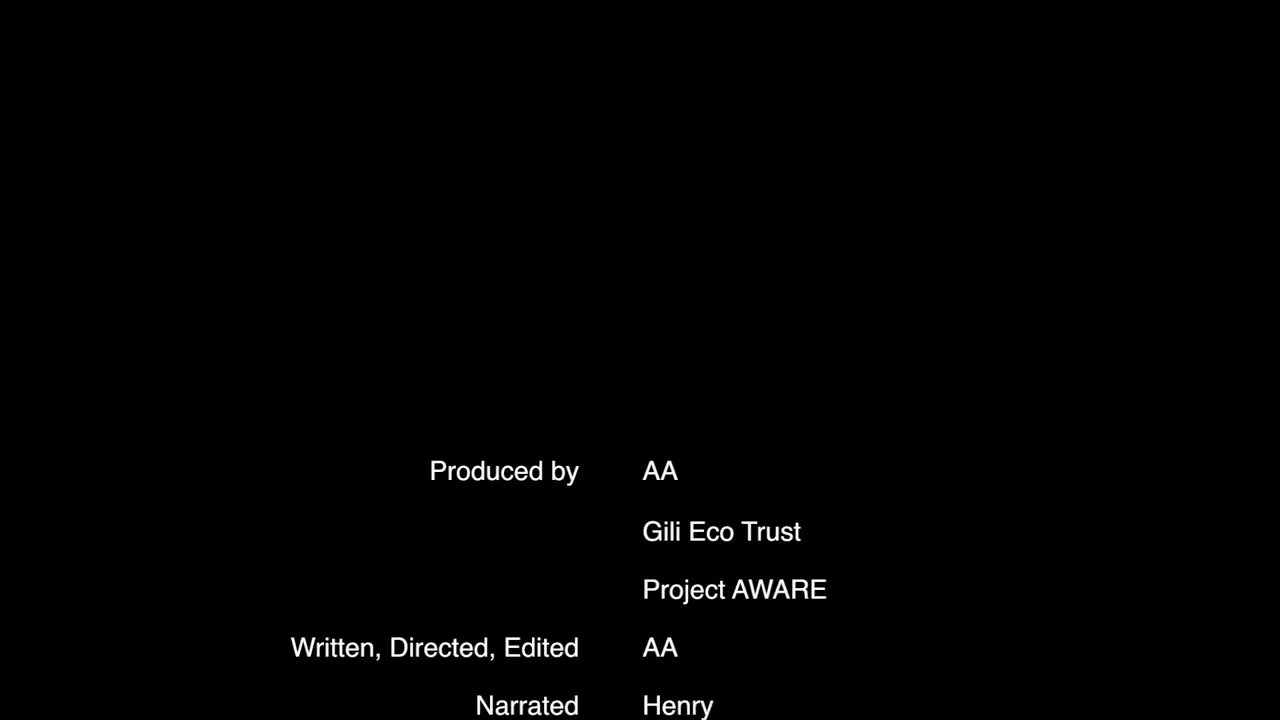 Produced by AA
Gili Eco Trust
Project AWARE
Written, Directed, Edited AA
Narrated Henry